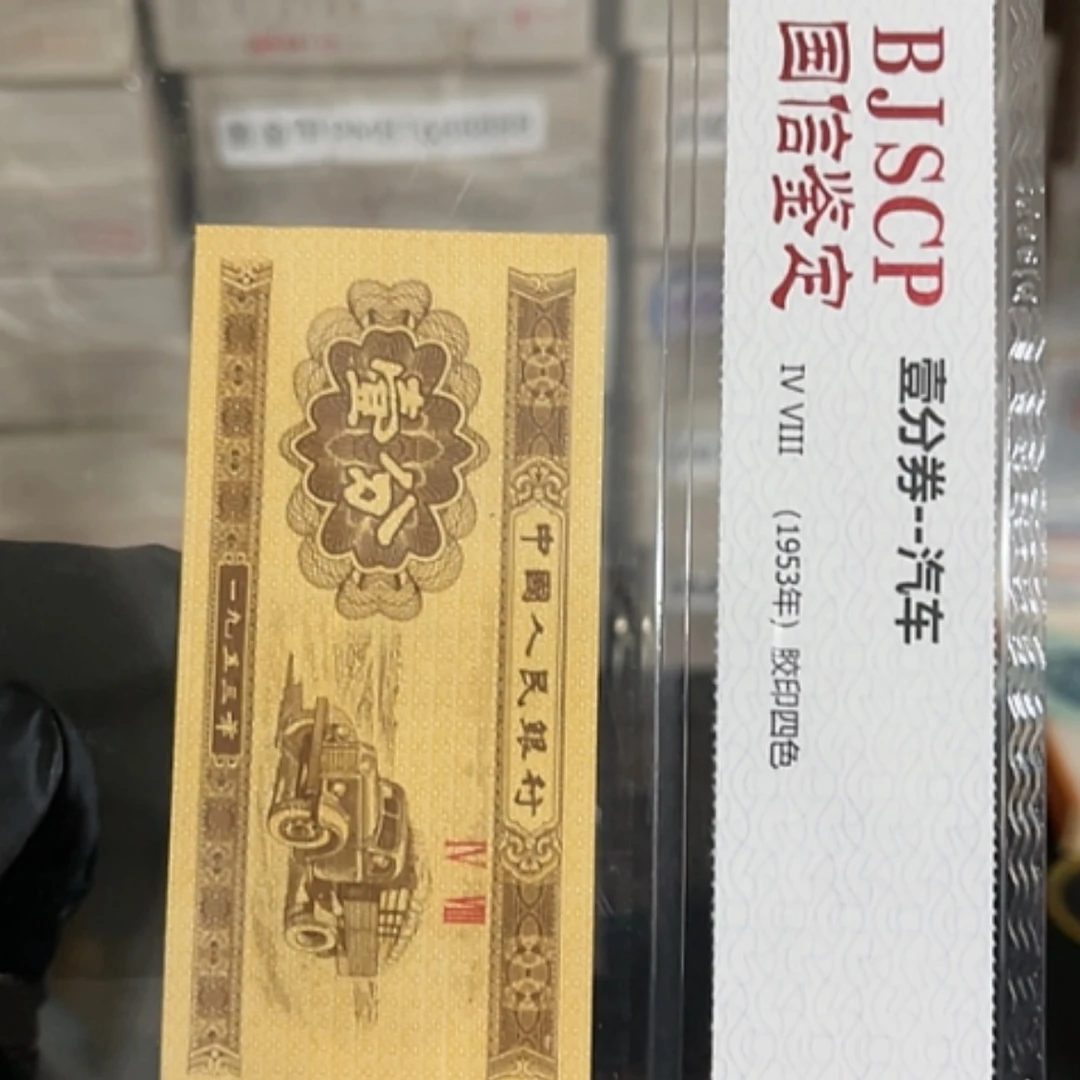 BJSCP
国信鉴定
壹分券--汽车
IV VIII （1953年）胶印四色
中國人民銀行
壹分
IV VIII
一九五三年